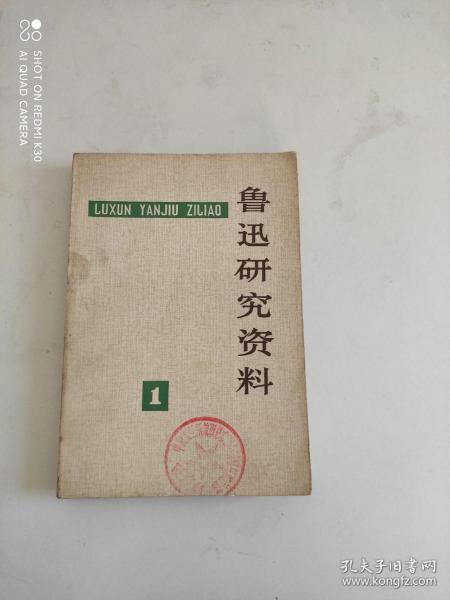 SHOT ON REDMI K30
AI QUAD CAMERA
LUXUN YANJIU ZILIAO
鲁迅研究资料
1
孔夫子旧书网
www.kongfz.com